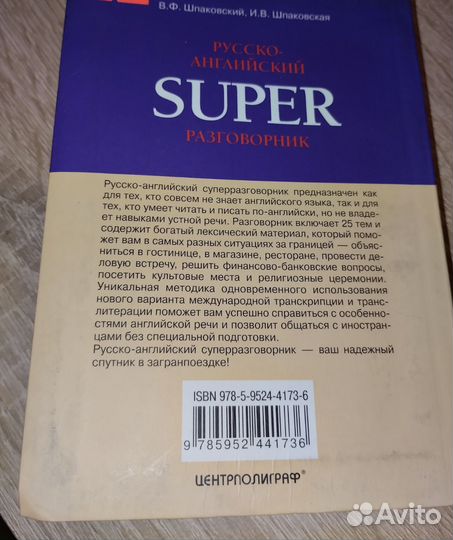 В.Ф. Шпаковский, И.В. Шпаковская
РУССКО-
АНГЛИЙСКИЙ
SUPER
РАЗГОВОРНИК
Русско-английский суперразговорник предназначен как
для тех, кто совсем не знает английского языка, так и для
тех, кто умеет читать и писать по-английски, но не владе-
ет навыками устной речи. Разговорник включает 25 тем и
содержит богатый лексический материал, который помо-
жет вам в самых разных ситуациях за границей — объяс-
ниться в гостинице, в магазине, ресторане, провести де-
ловую встречу, решить финансово-банковские вопросы,
посетить культовые места и религиозные церемонии.
Уникальная методика одновременного использования
нового варианта международной транскрипции и транс-
литерации поможет вам успешно справиться с особенно-
стями английской речи и позволит общаться с иностран-
цами без специальной подготовки.
Русско-английский суперразговорник — ваш надежный
спутник в загранпоездке!
ISBN 978-5-9524-4173-6
9 785952 441736
ЦЕНТРПОЛИГРАФ®
Avito